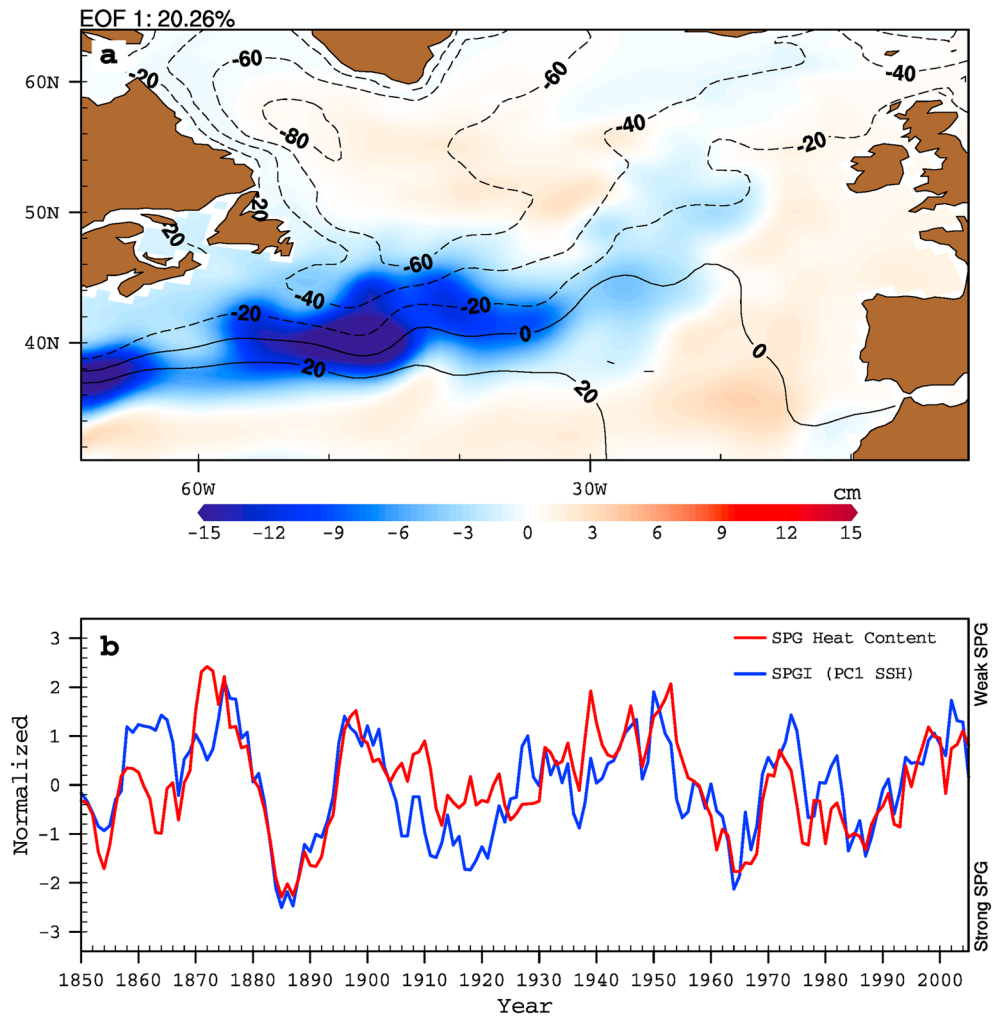 EOF 1: 20.26%
a
-20
-60
-60
-40
-40
-80
-20
-20
20
-60
-40
-20
-20
0
0
20
20
60N
50N
40N
60W
30W
cm
-15
-12
-9
-6
-3
0
3
6
9
12
15
b
SPG Heat Content
SPGI (PC1 SSH)
Weak SPG
Strong SPG
Normalized
3
2
1
0
-1
-2
-3
1850 1860 1870 1880 1890 1900 1910 1920 1930 1940 1950 1960 1970 1980 1990 2000
Year